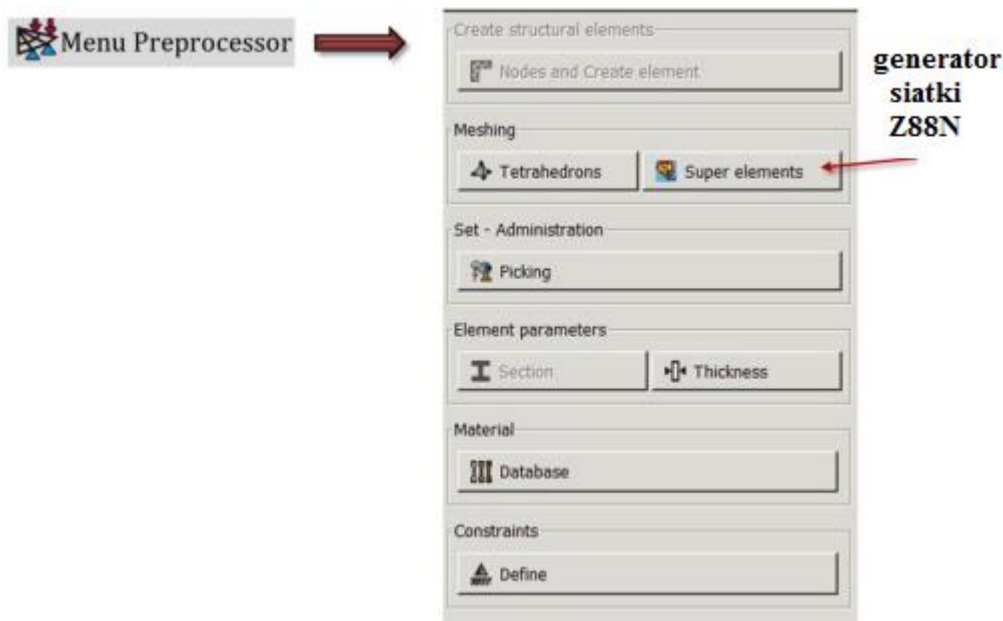 Menu Preprocessor
Create structural elements
Nodes and Create element
generator
siatki
Z88N
Meshing
Tetrahedrons
Super elements
Set - Administration
Picking
Element parameters
Section
Thickness
Material
Database
Constraints
Define